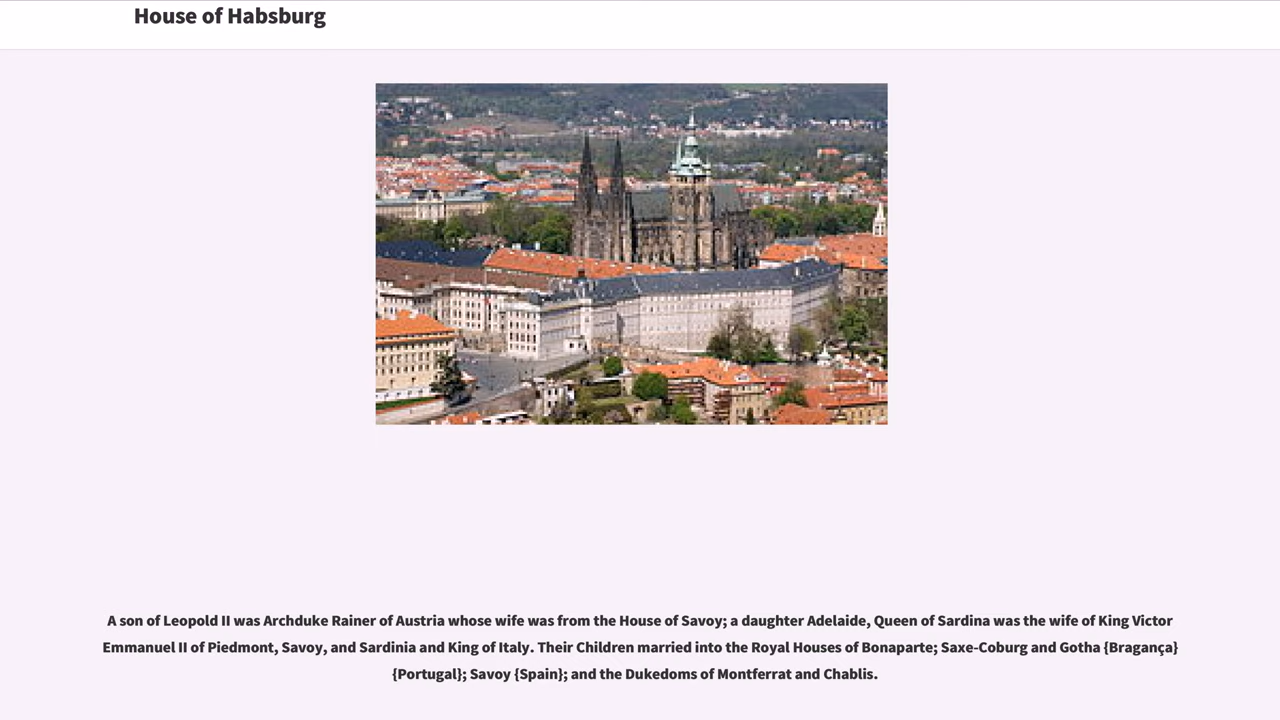 House of Habsburg
A son of Leopold II was Archduke Rainer of Austria whose wife was from the House of Savoy; a daughter Adelaide, Queen of Sardina was the wife of King Victor
Emmanuel II of Piedmont, Savoy, and Sardinia and King of Italy. Their Children married into the Royal Houses of Bonaparte; Saxe-Coburg and Gotha {Bragança}
{Portugal}; Savoy {Spain}; and the Dukedoms of Montferrat and Chablis.